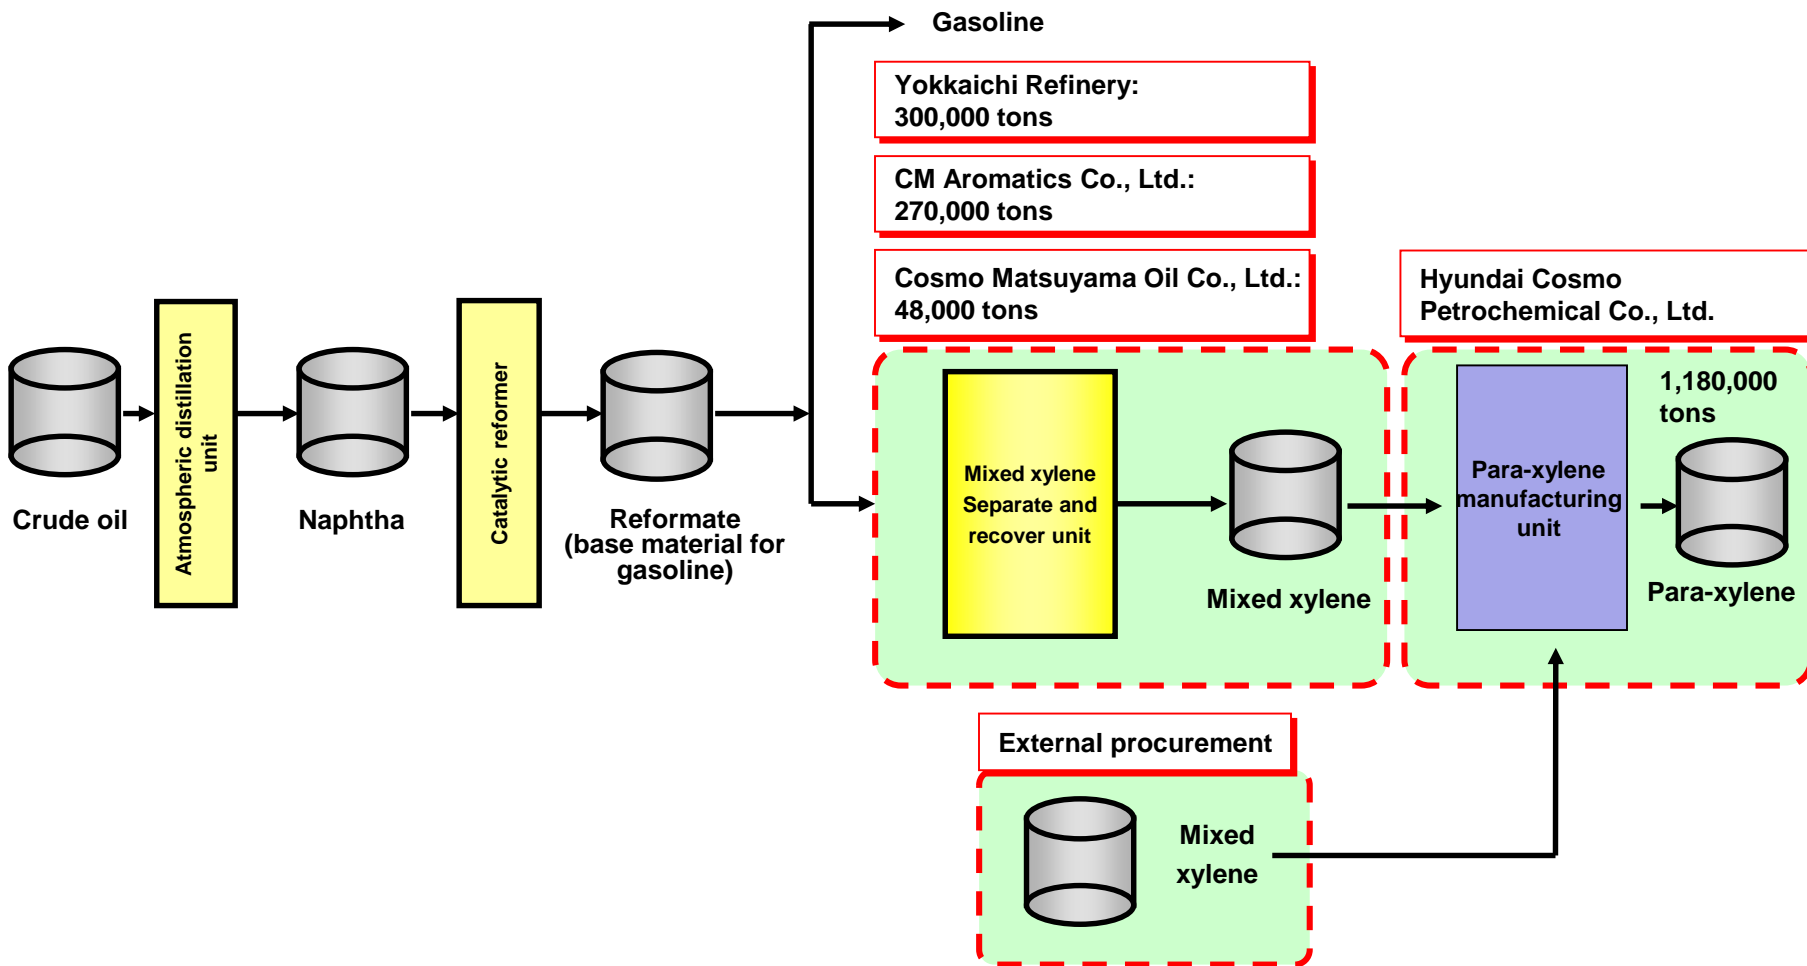 Gasoline
Yokkaichi Refinery:
300,000 tons
CM Aromatics Co., Ltd.:
270,000 tons
Cosmo Matsuyama Oil Co., Ltd.:
48,000 tons
Hyundai Cosmo
Petrochemical Co., Ltd.
Crude oil
Atmospheric distillation
unit
Naphtha
Catalytic reformer
Reformate
(base material for
gasoline)
Mixed xylene
Separate and
recover unit
Mixed xylene
Para-xylene
manufacturing
unit
1,180,000
tons
Para-xylene
External procurement
Mixed
xylene